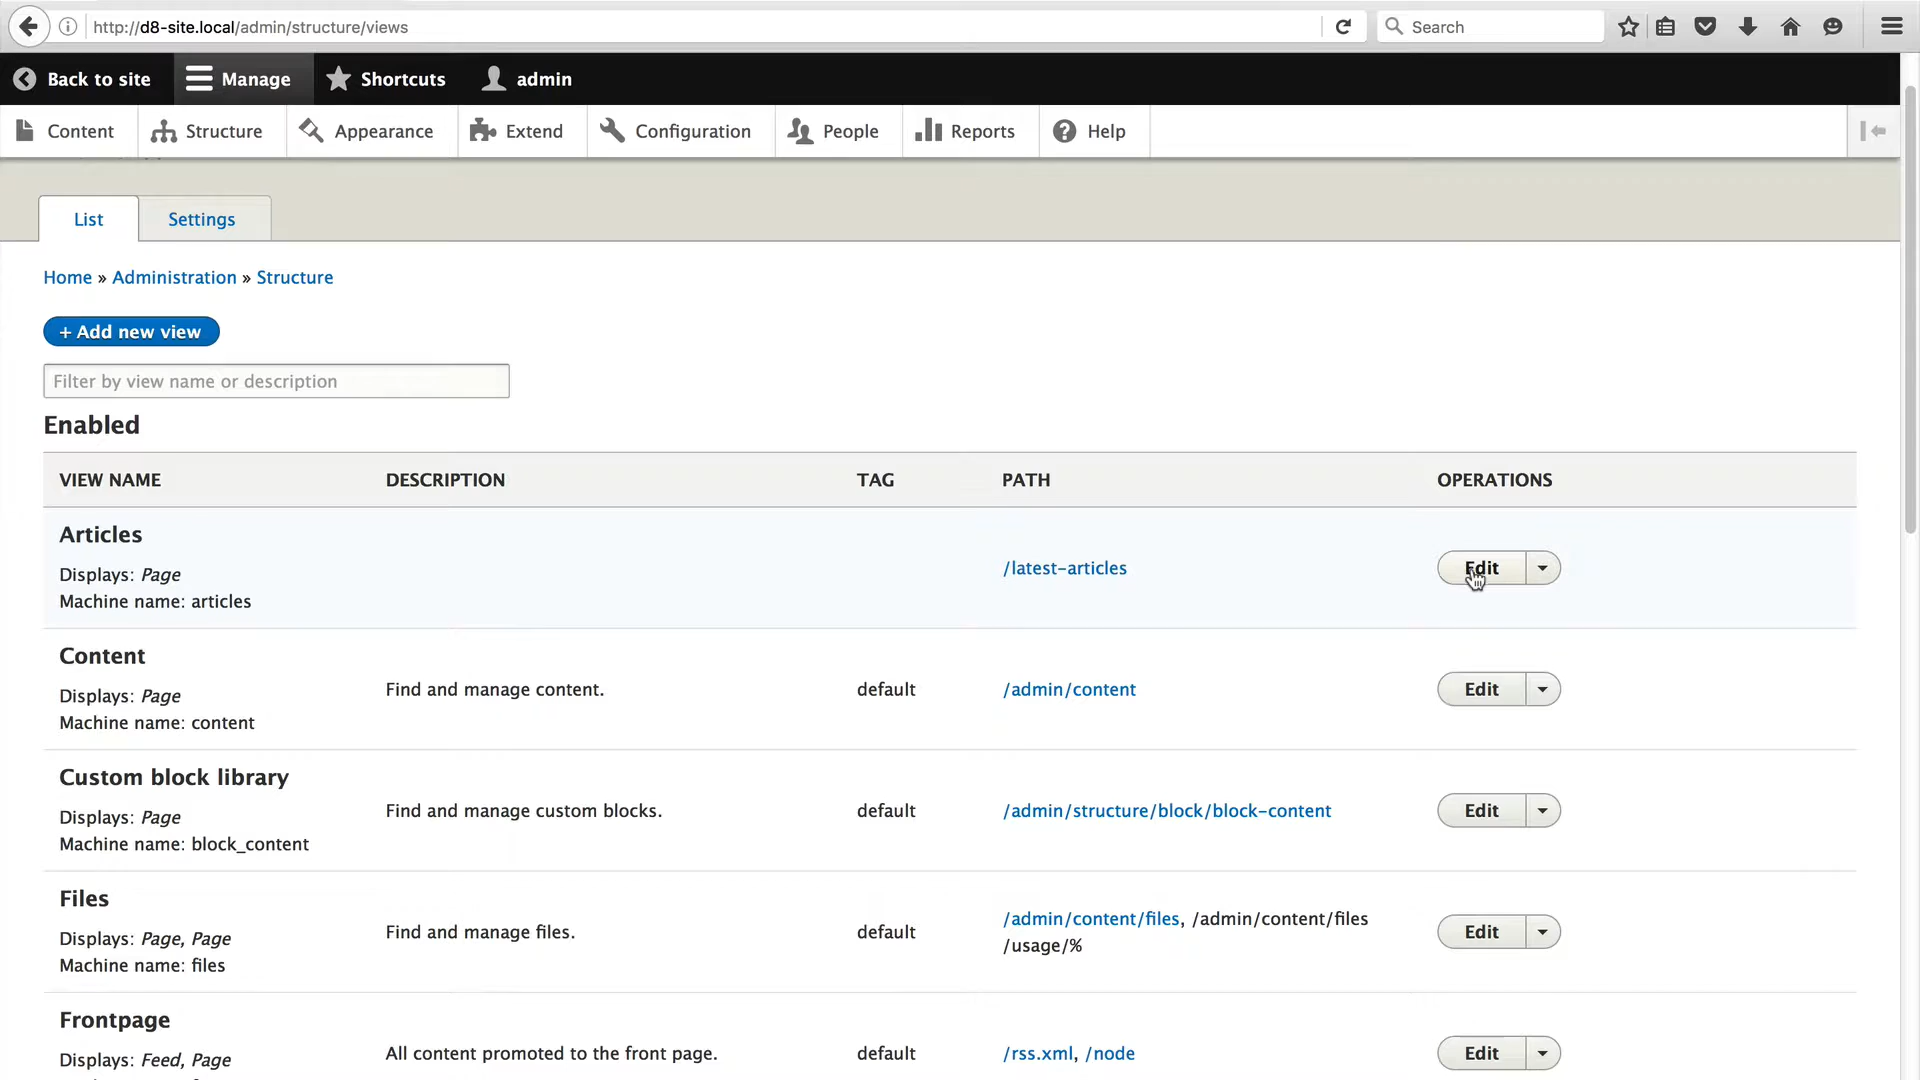 http://d8-site.local/admin/structure/views
Search
Back to site
Manage
Shortcuts
admin
Content
Structure
Appearance
Extend
Configuration
People
Reports
Help
List
Settings
Home » Administration » Structure
+ Add new view
Filter by view name or description
Enabled
VIEW NAME DESCRIPTION TAG PATH OPERATIONS
Articles
Displays: Page
Machine name: articles
/latest-articles
Edit
Content
Displays: Page
Machine name: content
Find and manage content.
default
/admin/content
Edit
Custom block library
Displays: Page
Machine name: block_content
Find and manage custom blocks.
default
/admin/structure/block/block-content
Edit
Files
Displays: Page, Page
Machine name: files
Find and manage files.
default
/admin/content/files, /admin/content/files
/usage/%
Edit
Frontpage
Displays: Feed, Page
All content promoted to the front page.
default
/rss.xml, /node
Edit